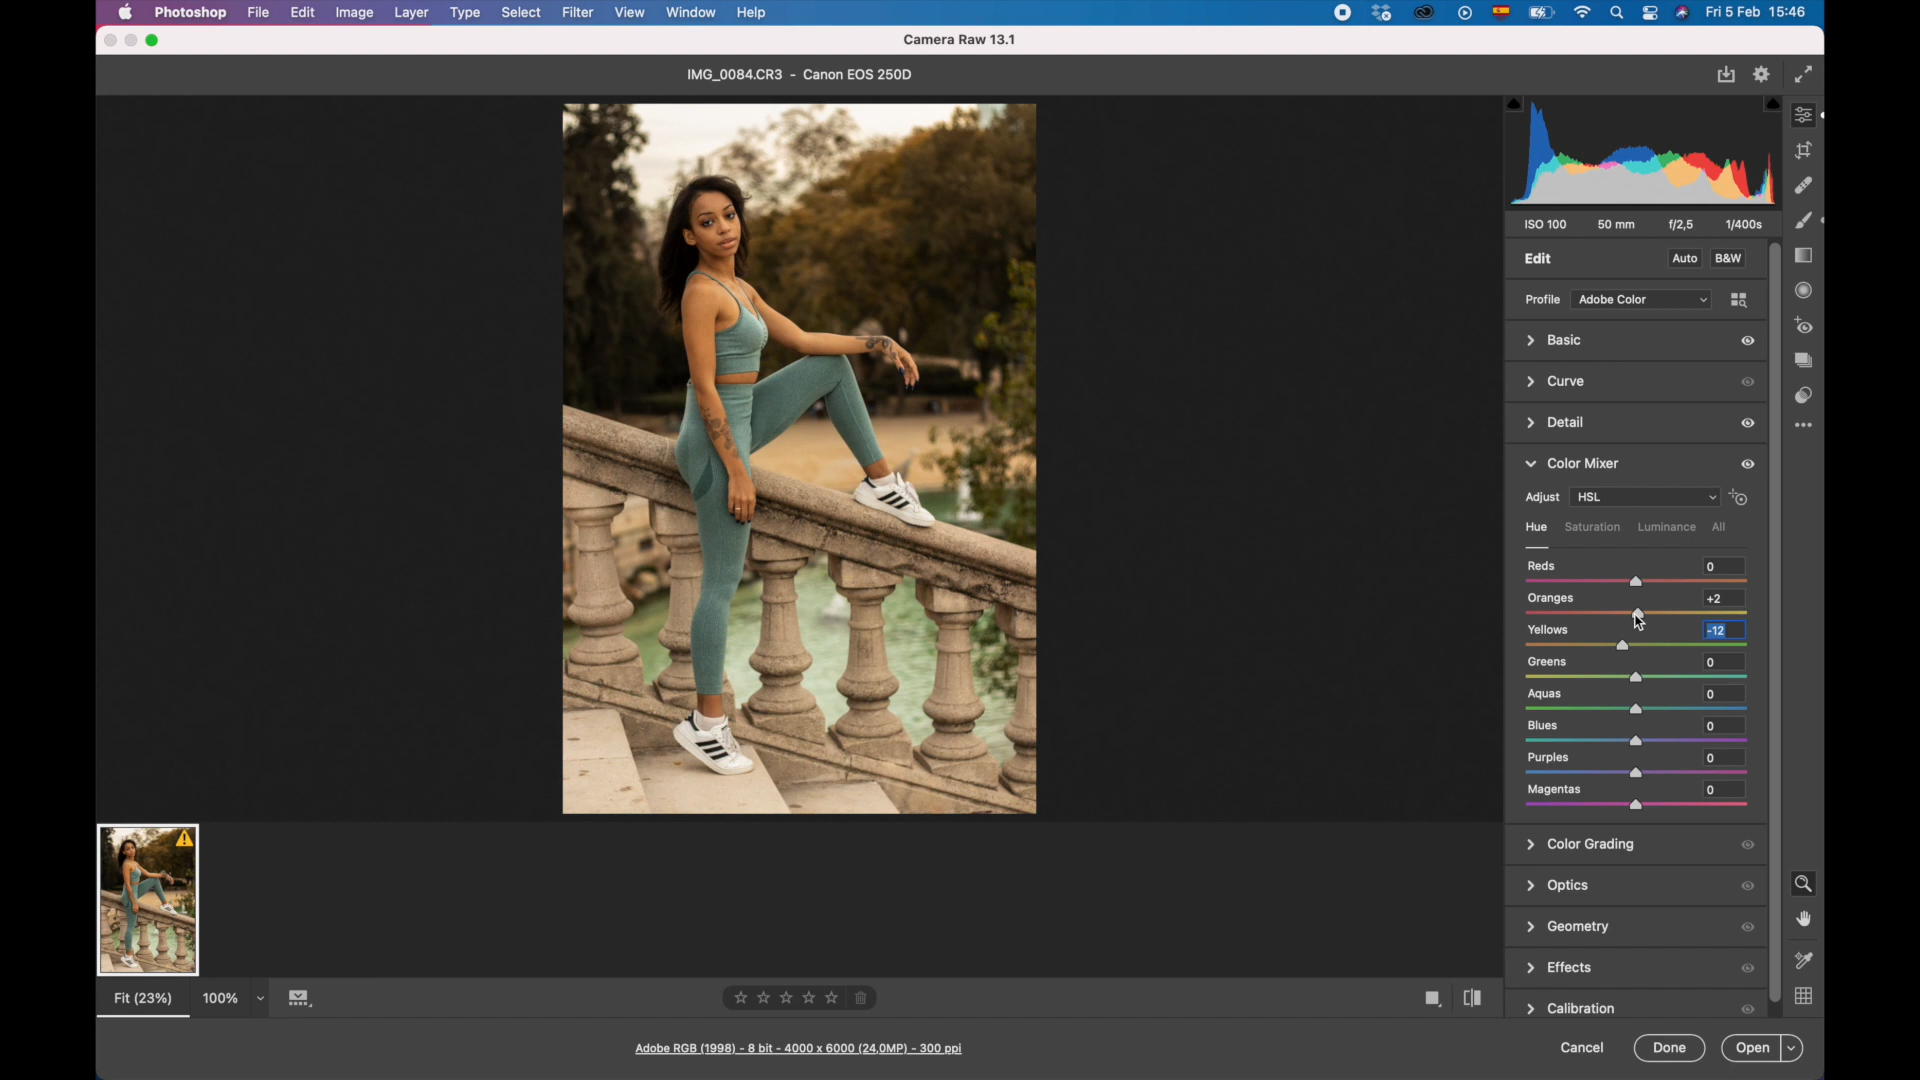 Photoshop File Edit Image Layer Type Select Filter View Window Help Fri 5 Feb 15:46
Camera Raw 13.1
IMG_0084.CR3 - Canon EOS 250D
ISO 100 50 mm f/2,5 1/400s
Edit Auto B&W
Profile Adobe Color
Basic
Curve
Detail
Color Mixer
Adjust HSL
Hue Saturation Luminance All
Reds 0
Oranges +2
Yellows -12
Greens 0
Aquas 0
Blues 0
Purples 0
Magentas 0
Color Grading
Optics
Geometry
Effects
Calibration
Fit (23%) 100%
Adobe RGB (1998) - 8 bit - 4000 x 6000 (24,0MP) - 300 ppi
Cancel Done Open